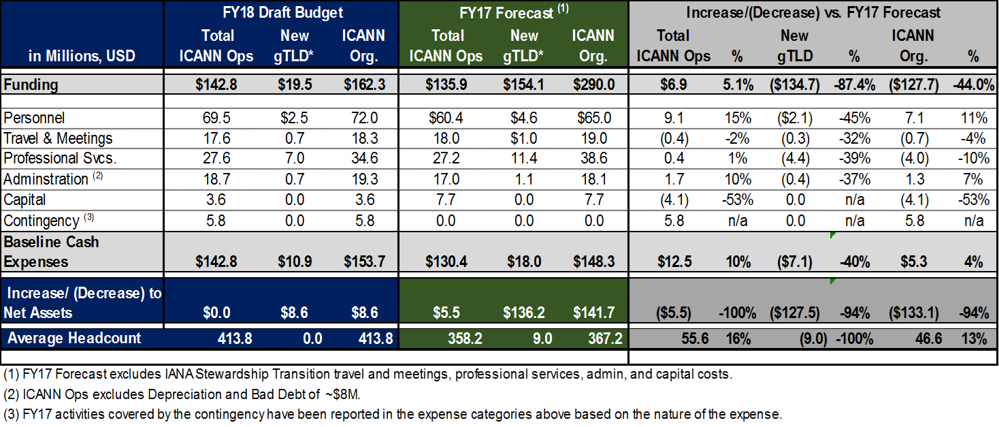 FY18 Draft Budget FY17 Forecast (1) Increase/(Decrease) vs. FY17 Forecast
Total New ICANN Total New ICANN Total New ICANN
in Millions, USD ICANN Ops gTLD* Org. ICANN Ops gTLD* Org. ICANN Ops % gTLD % Org. %
Funding $142.8 $19.5 $162.3 $135.9 $154.1 $290.0 $6.9 5.1% ($134.7) -87.4% ($127.7) -44.0%
Personnel 69.5 $2.5 72.0 $60.4 $4.6 $65.0 9.1 15% ($2.1) -45% 7.1 11%
Travel & Meetings 17.6 0.7 18.3 19.0 $1.0 19.0 (0.4) -2% (0.3) -32% (0.7) -4%
Professional Svcs. 27.6 7.0 34.6 27.2 11.4 38.6 0.4 1% (4.4) -39% (4.0) -10%
Adminstration (2) 18.7 0.7 19.3 17.0 1.1 18.1 1.7 10% (0.4) -37% 1.3 7%
Capital 3.6 0.0 3.6 7.7 0.0 7.7 (4.1) -53% 0.0 n/a (4.1) -53%
Contingency (3) 5.8 0.0 5.8 0.0 0.0 0.0 5.8 n/a 0.0 n/a 5.8 n/a
Baseline Cash
Expenses $142.8 $10.9 $153.7 $130.4 $18.0 $148.3 $12.5 10% ($7.1) -40% $5.3 4%
Increase/ (Decrease) to
Net Assets $0.0 $8.6 $8.6 $5.5 $136.2 $141.7 ($5.5) -100% ($127.5) -94% ($133.1) -94%
Average Headcount 413.8 0.0 413.8 358.2 9.0 367.2 55.6 16% (9.0) -100% 46.6 13%
(1) FY17 Forecast excludes IANA Stewardship Transition travel and meetings, professional services, admin, and capital costs.
(2) ICANN Ops excludes Depreciation and Bad Debt of ~$8M.
(3) FY17 activities covered by the contingency have been reported in the expense categories above based on the nature of the expense.